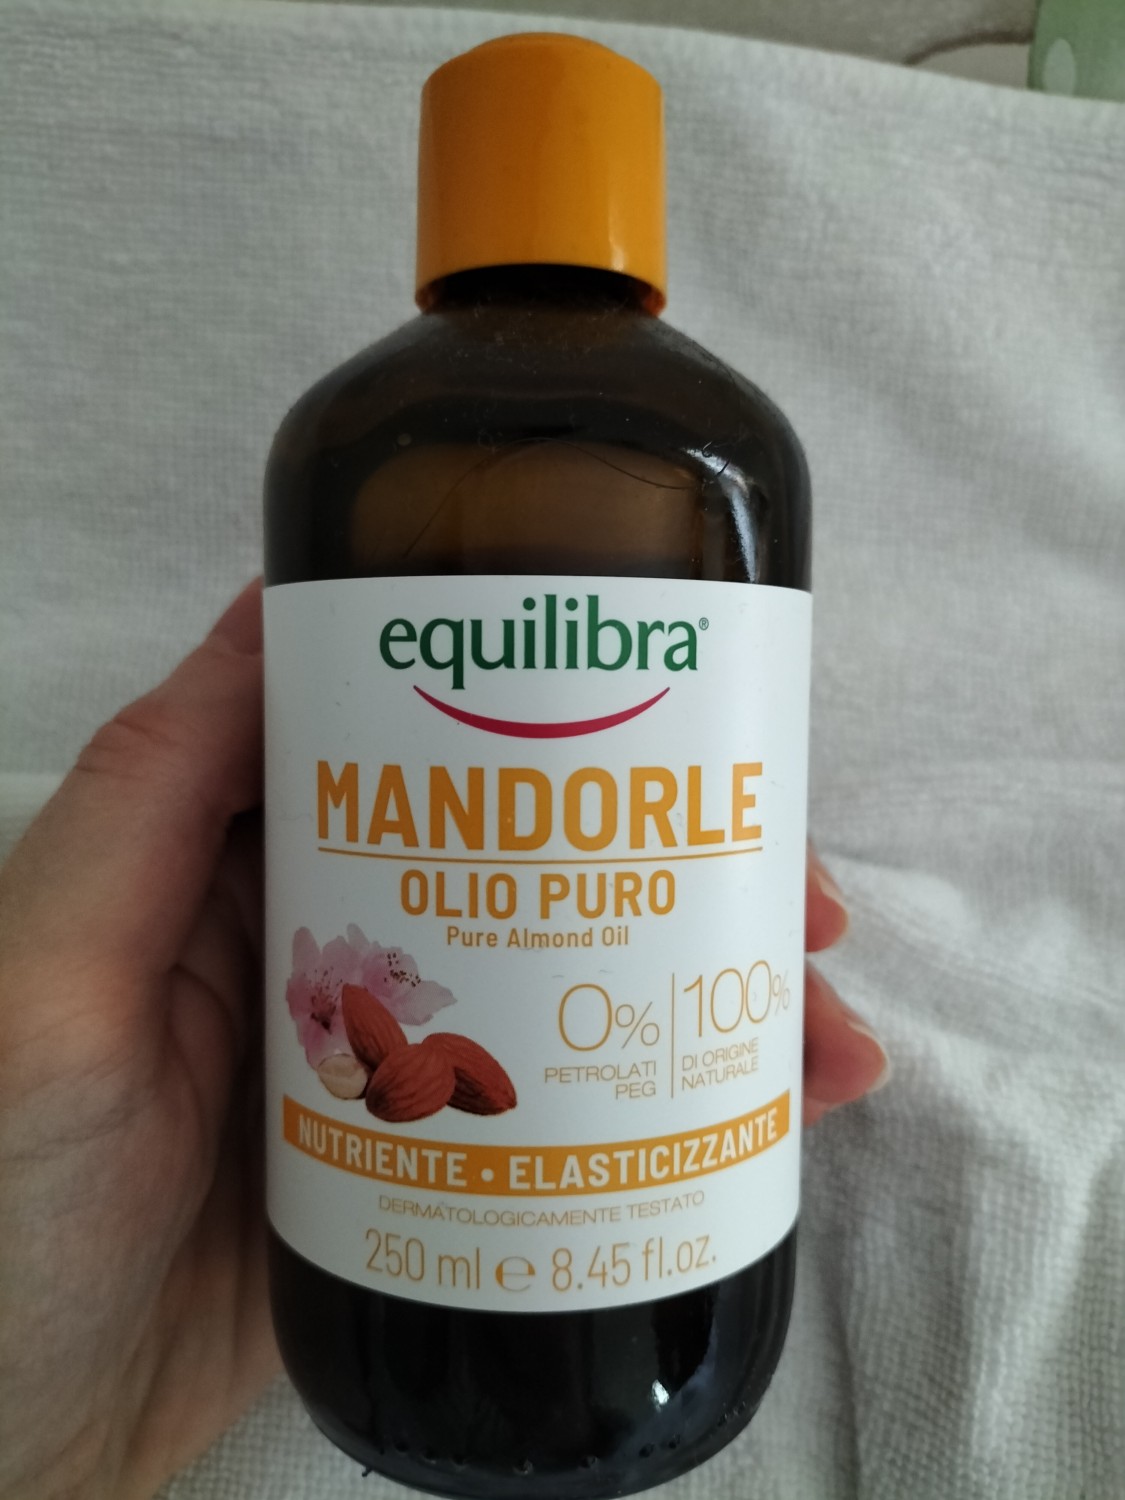 equilibra®
MANDORLE
OLIO PURO
Pure Almond Oil
0%
PETROLATI
PEG
100%
DI ORIGINE
NATURALE
NUTRIENTE • ELASTICIZZANTE
DERMATOLOGICAMENTE TESTATO
250 ml ℮ 8.45 fl.oz.